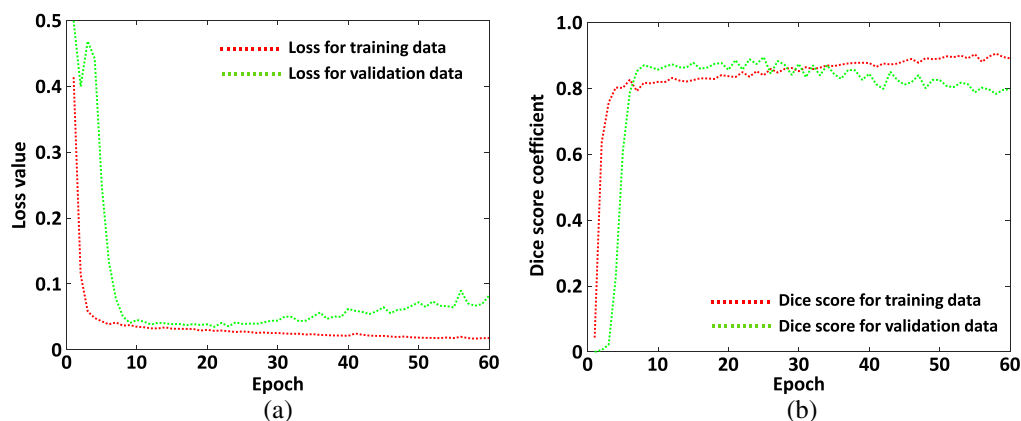 0.5
0.4
0.3
0.2
0.1
0
Loss value
Loss for training data
Loss for validation data
0 10 20 30 40 50 60
Epoch
(a)
1.0
0.8
0.6
0.4
0.2
0
Dice score coefficient
Dice score for training data
Dice score for validation data
0 10 20 30 40 50 60
Epoch
(b)